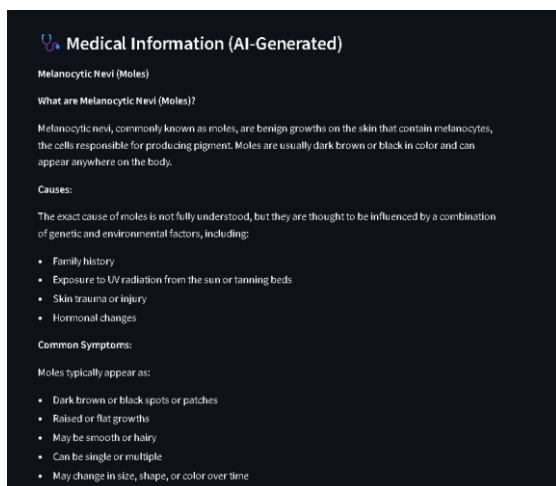 Medical Information (AI-Generated)
Melanocytic Nevi (Moles)
What are Melanocytic Nevi (Moles)?
Melanocytic nevi, commonly known as moles, are benign growths on the skin that contain melanocytes,
the cells responsible for producing pigment. Moles are usually dark brown or black in color and can
appear anywhere on the body.
Causes:
The exact cause of moles is not fully understood, but they are thought to be influenced by a combination
of genetic and environmental factors, including:
• Family history
• Exposure to UV radiation from the sun or tanning beds
• Skin trauma or injury
• Hormonal changes
Common Symptoms:
Moles typically appear as:
• Dark brown or black spots or patches
• Raised or flat growths
• May be smooth or hairy
• Can be single or multiple
• May change in size, shape, or color over time